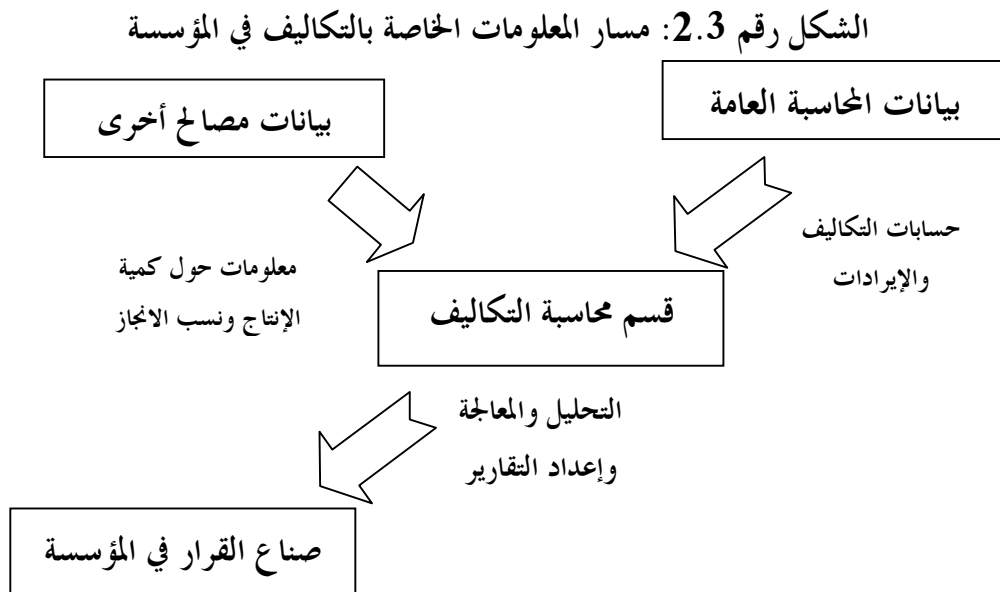 الشكل رقم 2.3: مسار المعلومات الخاصة بالتكاليف في المؤسسة
بيانات المحاسبة العامة
بيانات مصالح أخرى
حسابات التكاليف
والإيرادات
معلومات حول كمية
الإنتاج ونسب الانجاز
قسم محاسبة التكاليف
التحليل والمعالجة
وإعداد التقارير
صناع القرار في المؤسسة